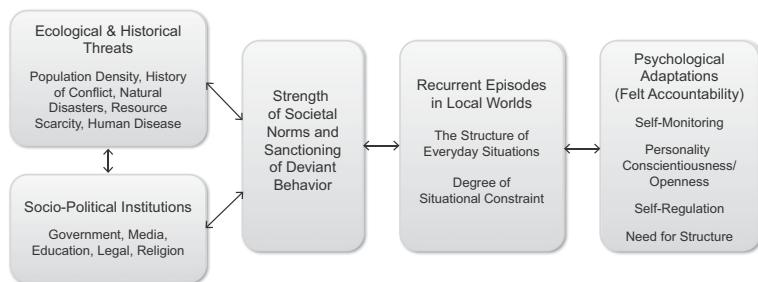 Ecological & Historical
Threats
Population Density, History
of Conflict, Natural
Disasters, Resource
Scarcity, Human Disease
Socio-Political Institutions
Government, Media,
Education, Legal, Religion
Strength
of Societal
Norms and
Sanctioning
of Deviant
Behavior
Recurrent Episodes
in Local Worlds
The Structure of
Everyday Situations
Degree of
Situational Constraint
Psychological
Adaptations
(Felt Accountability)
Self-Monitoring
Personality
Conscientiousness/
Openness
Self-Regulation
Need for Structure